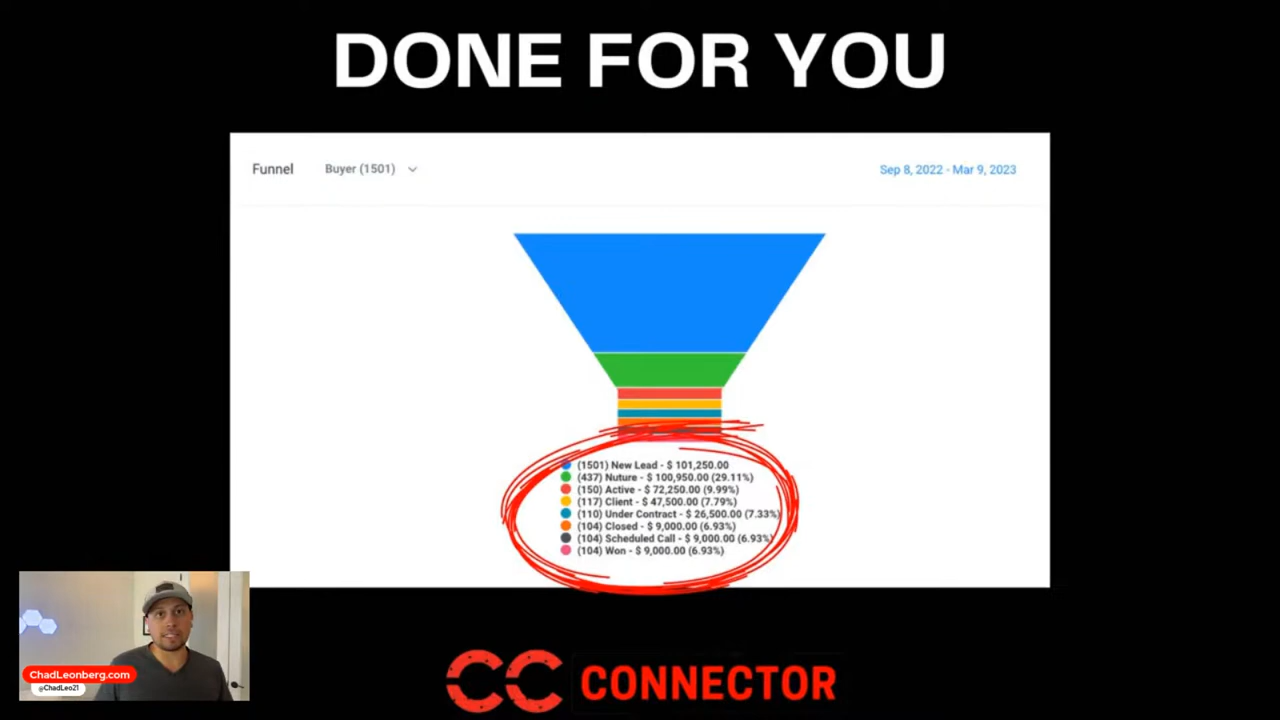 DONE FOR YOU
Funnel Buyer (1501) Sep 8, 2022 - Mar 9, 2023
(1501) New Lead - $ 101,250.00
(437) Nuture - $ 100,950.00 (29.11%)
(150) Active - $ 72,250.00 (9.99%)
(117) Client - $ 47,500.00 (7.79%)
(110) Under Contract - $ 26,500.00 (7.33%)
(104) Closed - $ 9,000.00 (6.93%)
(104) Scheduled Call - $ 9,000.00 (6.93%)
(104) Won - $ 9,000.00 (6.93%)
ChadLeonberg.com
@ChadLeo21
CC CONNECTOR